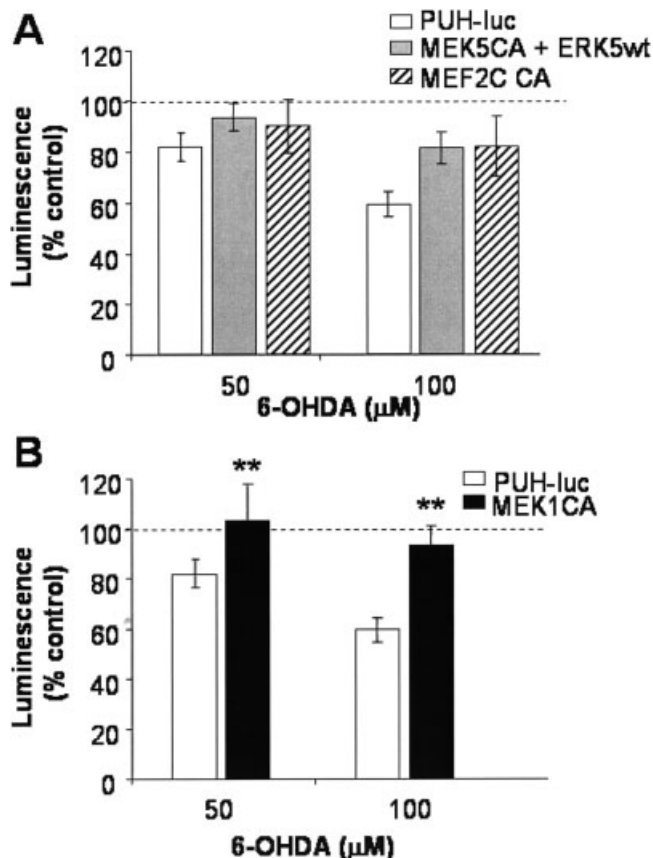 A
PUH-luc
MEK5CA + ERK5wt
MEF2C CA
120
100
80
60
40
20
0
Luminescence
(% control)
50
100
6-OHDA (µM)
B
**
**
PUH-luc
MEK1CA
120
100
80
60
40
20
0
Luminescence
(% control)
50
100
6-OHDA (µM)